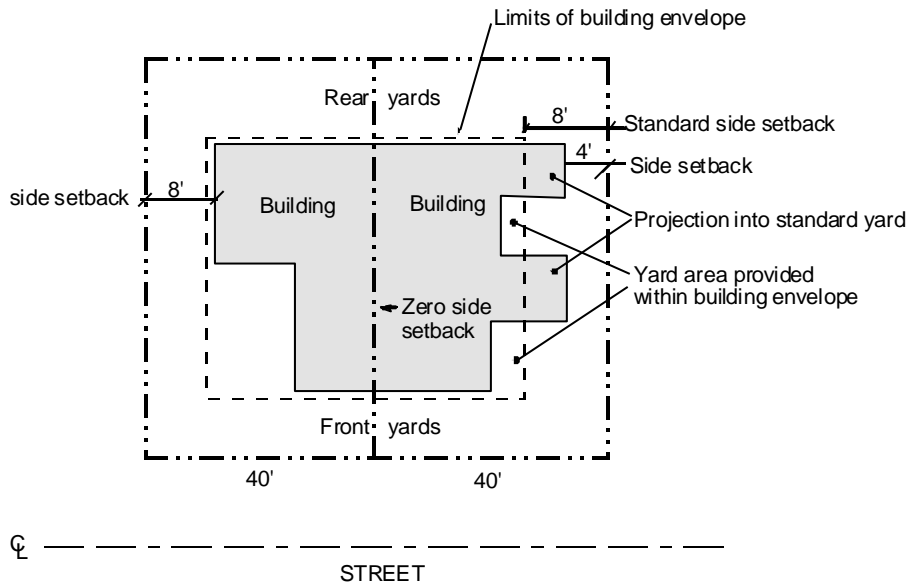 Limits of building envelope
Rear yards
8'
Standard side setback
4'
Side setback
side setback
8'
Building
Building
Projection into standard yard
Yard area provided
within building envelope
Zero side
setback
Front yards
40'
40'
℄
STREET